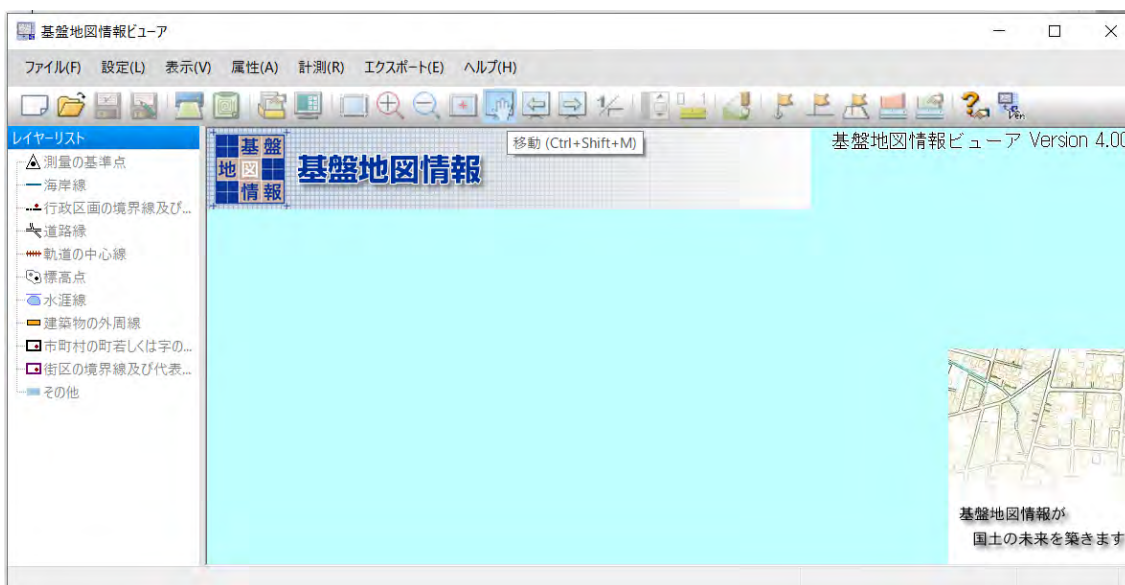 基盤地図情報ビューア
ファイル(F) 設定(L) 表示(V) 属性(A) 計測(R) エクスポート(E) ヘルプ(H)
レイヤーリスト
測量の基準点
海岸線
行政区画の境界線及び...
道路縁
軌道の中心線
標高点
水涯線
建築物の外周線
市町村の町若しくは字の...
街区の境界線及び代表...
その他
基盤
地図
情報
基盤地図情報
移動 (Ctrl+Shift+M)
基盤地図情報ビューア Version 4.00
基盤地図情報が
国土の未来を築きます